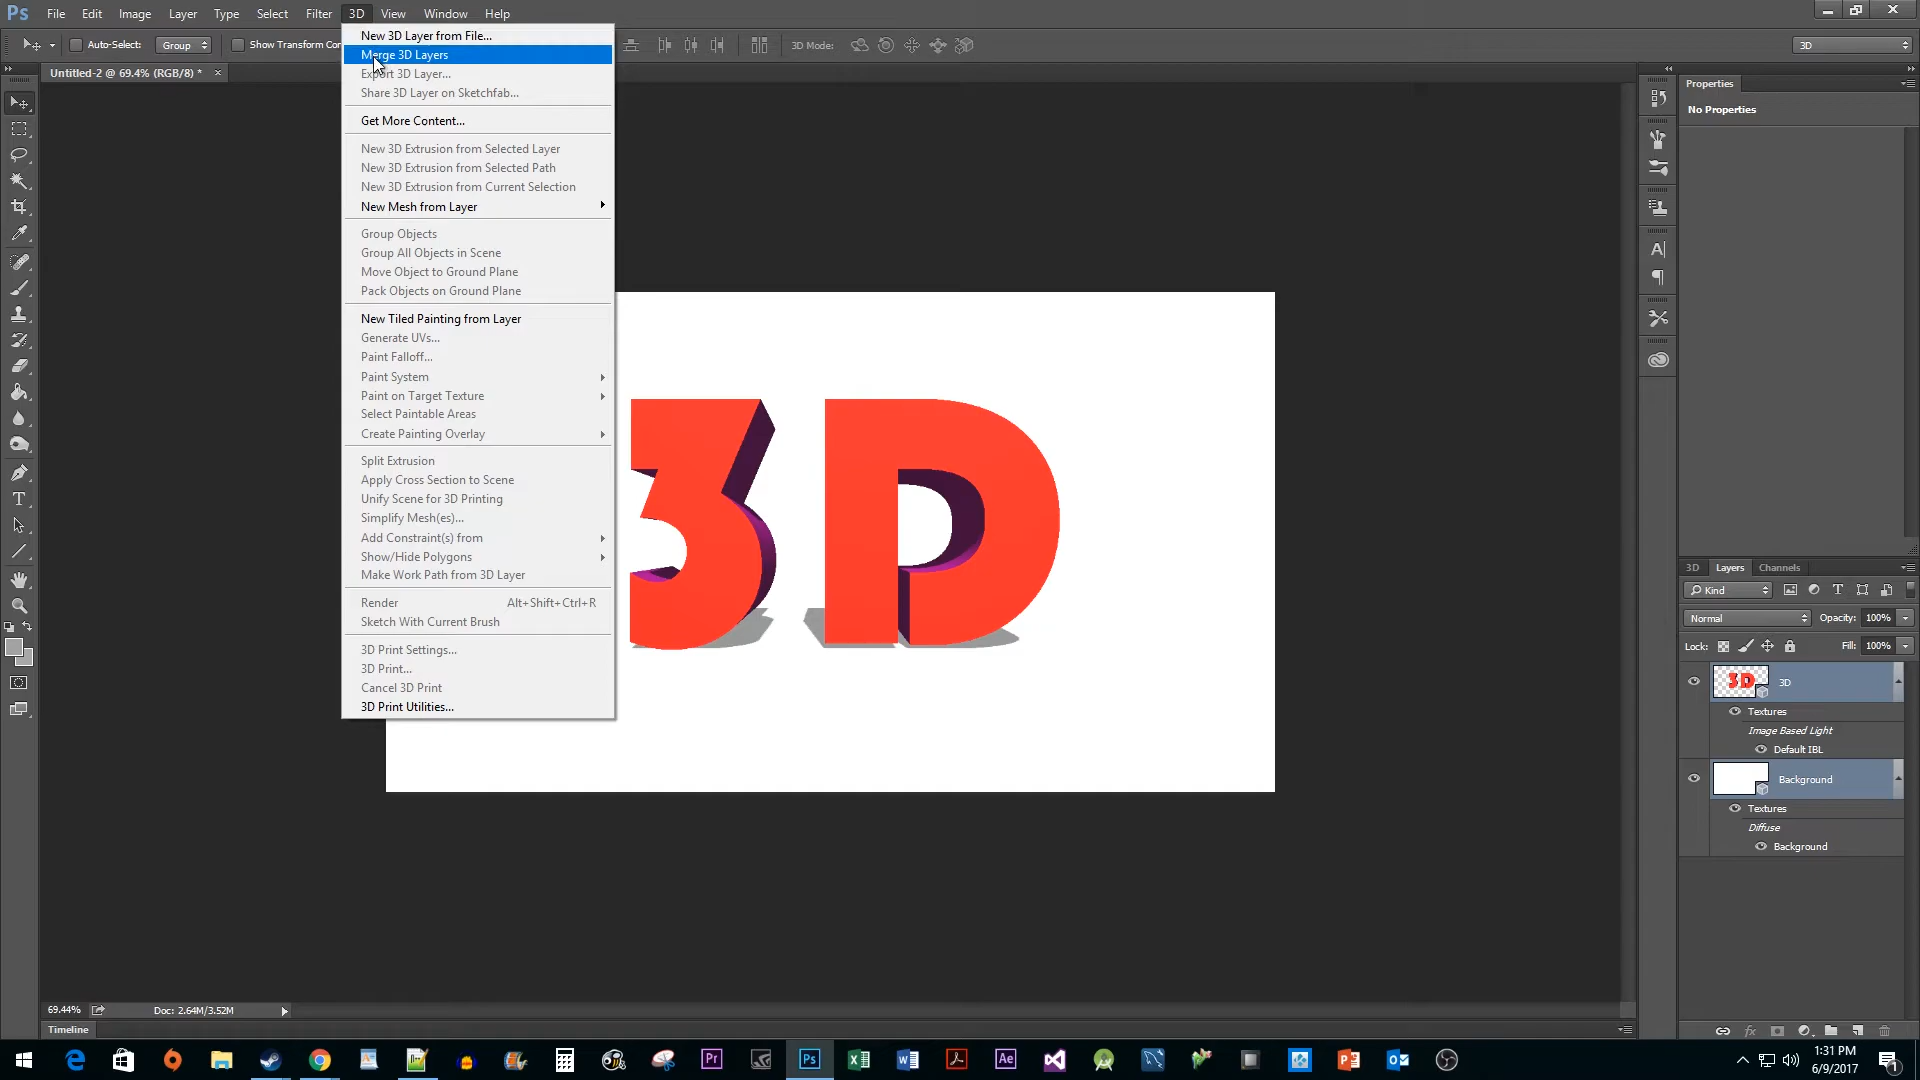 Ps File Edit Image Layer Type Select Filter 3D View Window Help
Auto-Select: Group Show Transform Con 3D Mode: 3D
Untitled-2 @ 69.4% (RGB/8) * ×
New 3D Layer from File...
Merge 3D Layers
Export 3D Layer...
Share 3D Layer on Sketchfab...
Get More Content...
New 3D Extrusion from Selected Layer
New 3D Extrusion from Selected Path
New 3D Extrusion from Current Selection
New Mesh from Layer
Group Objects
Group All Objects in Scene
Move Object to Ground Plane
Pack Objects on Ground Plane
New Tiled Painting from Layer
Generate UVs...
Paint Falloff...
Paint System
Paint on Target Texture
Select Paintable Areas
Create Painting Overlay
Split Extrusion
Apply Cross Section to Scene
Unify Scene for 3D Printing
Simplify Mesh(es)...
Add Constraint(s) from
Show/Hide Polygons
Make Work Path from 3D Layer
Render Alt+Shift+Ctrl+R
Sketch With Current Brush
3D Print Settings...
3D Print...
Cancel 3D Print
3D Print Utilities...
3D
Properties
No Properties
3D Layers Channels
Kind
Normal Opacity: 100%
Lock: Fill: 100%
3D 3D
Textures
Image Based Light
Default IBL
Background
Textures
Diffuse
Background
69.44% Doc: 2.64M/3.52M
Timeline
Pr Ps Ae
1:31 PM
6/9/2017
1